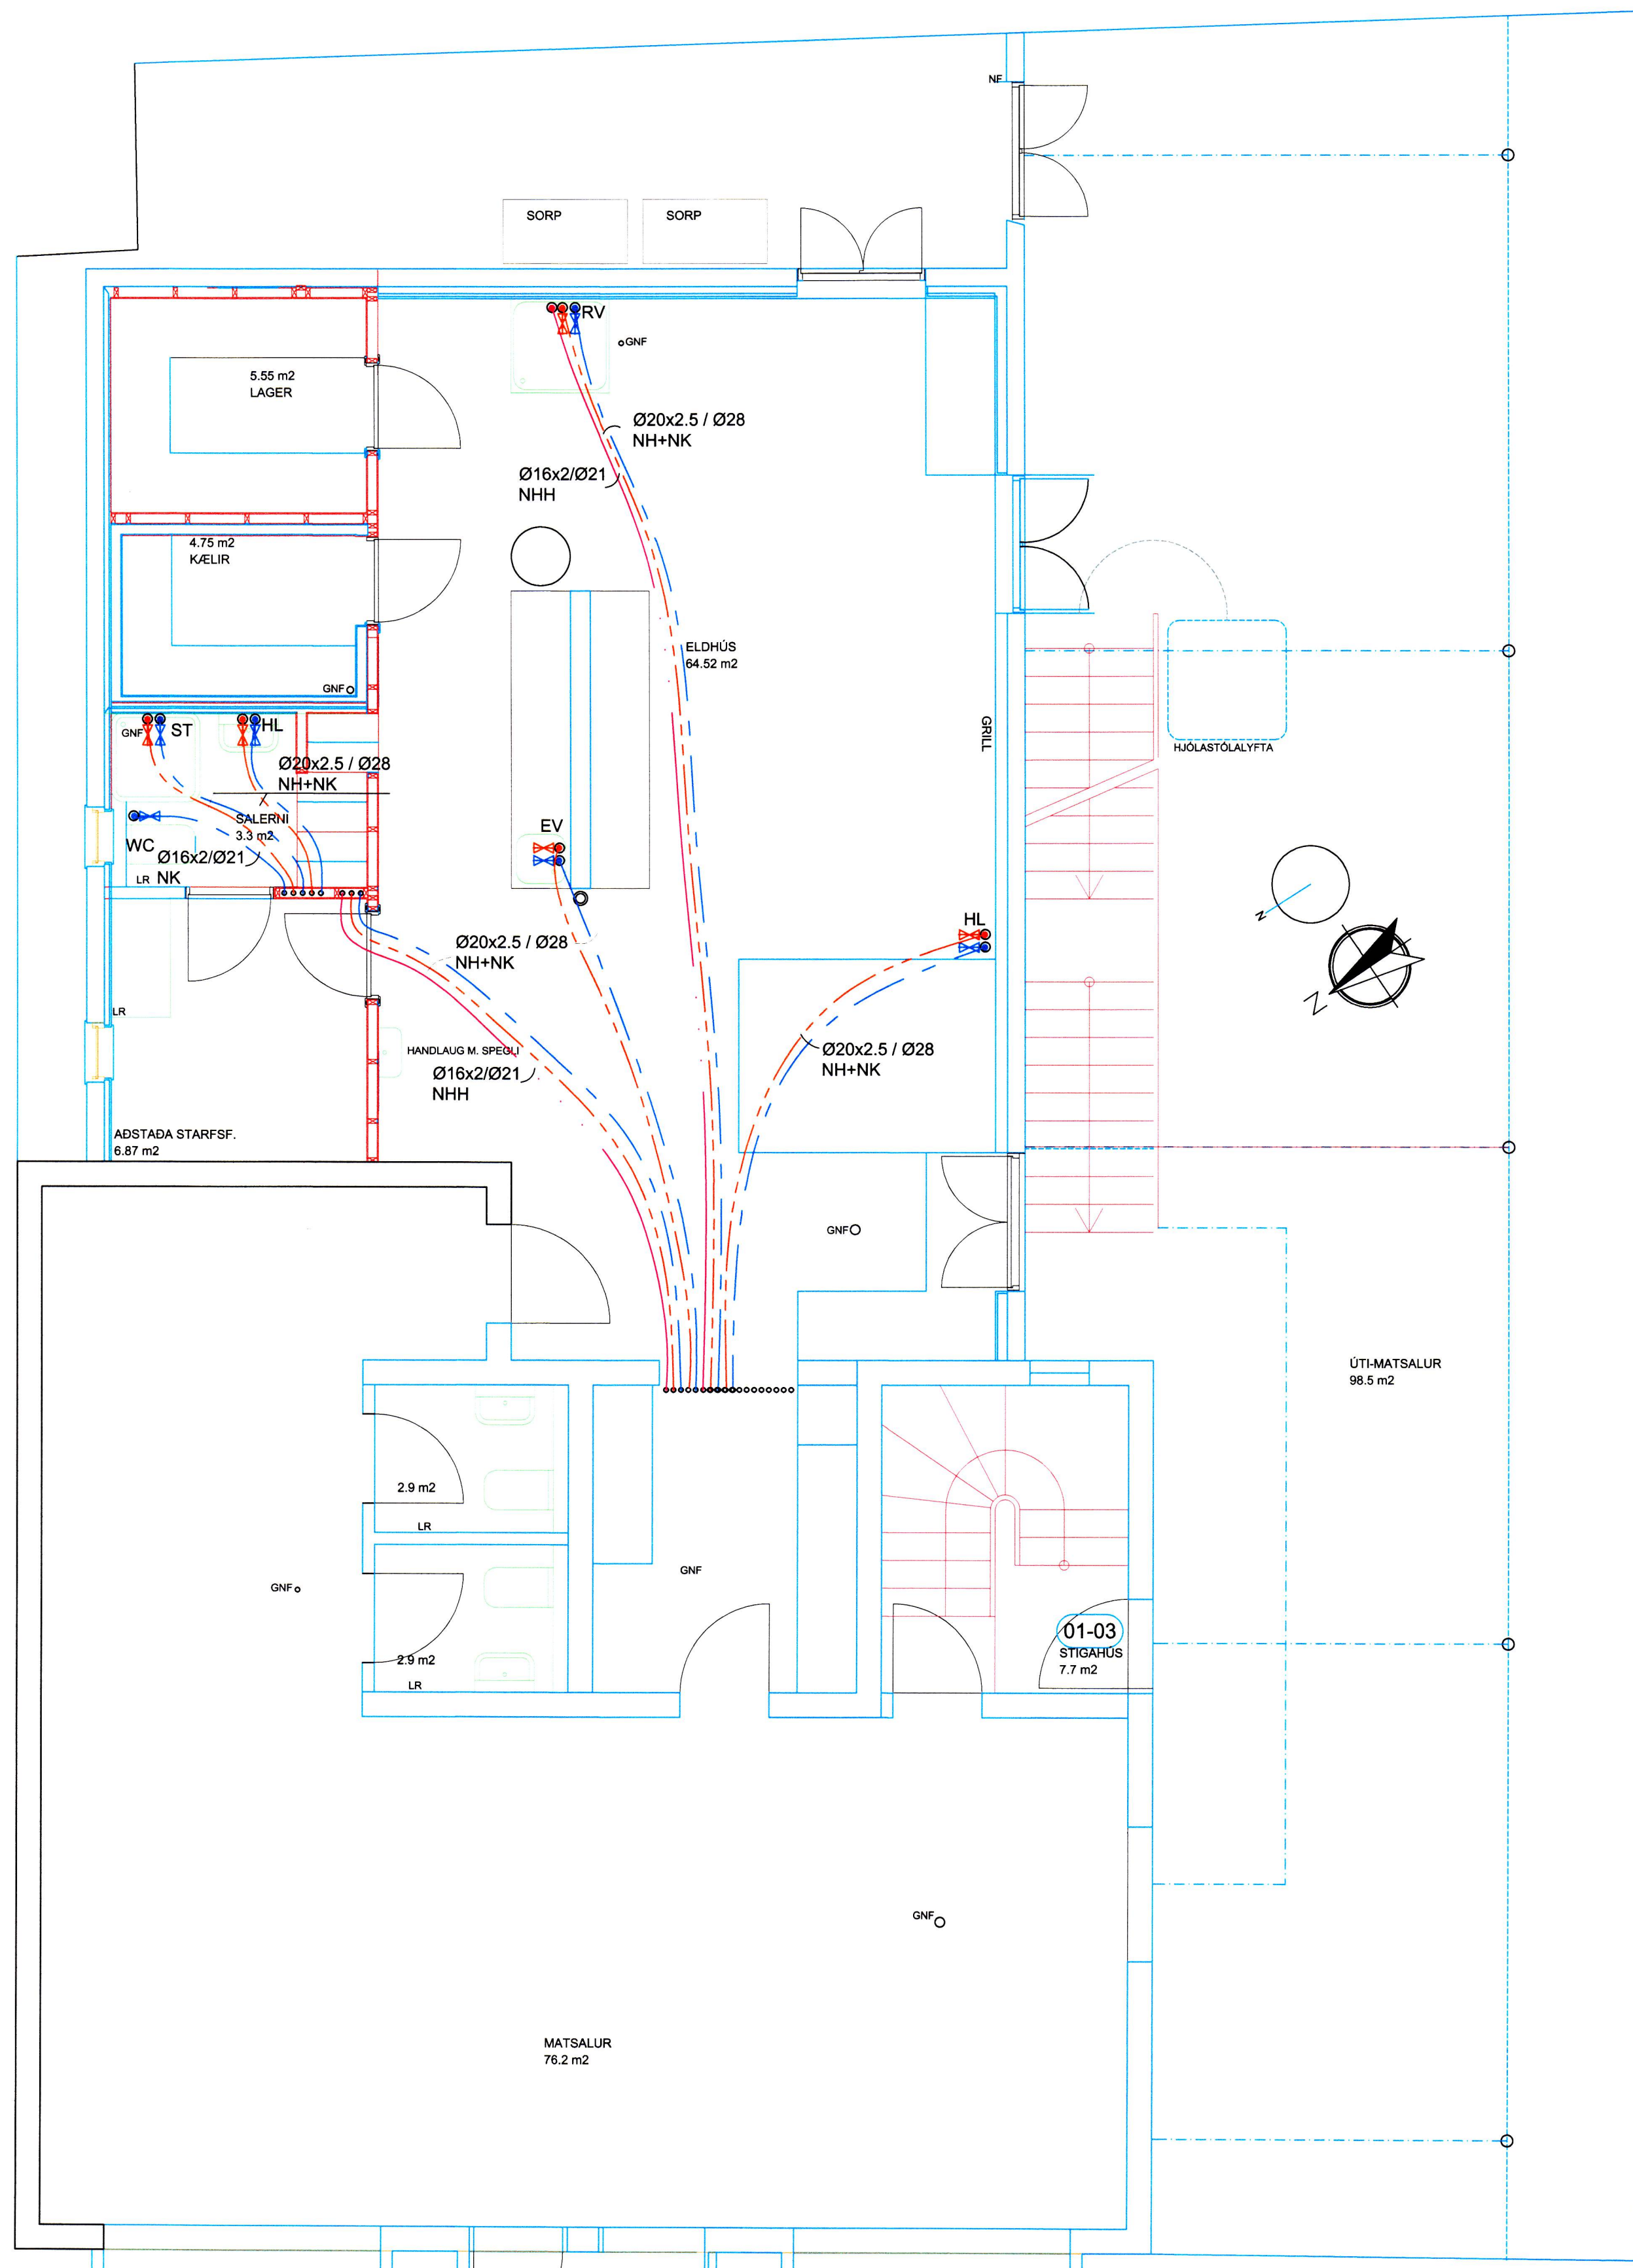 NF
SORP
SORP
RV
GNF
5.55 m2
LAGER
Ø20x2.5 / Ø28
NH+NK
Ø16x2/Ø21
NHH
4.75 m2
KÆLIR
ELDHÚS
64.52 m2
GNF
GRILL
HJÓLASTÓLALYFTA
GNF
ST
HL
Ø20x2.5 / Ø28
NH+NK
SALERNI
3.3 m2
WC
Ø16x2/Ø21
LR
NK
EV
HL
N
Ø20x2.5 / Ø28
NH+NK
N
LR
HANDLAUG M. SPEGLI
Ø20x2.5 / Ø28
NH+NK
Ø16x2/Ø21
NHH
AÐSTAÐA STARFSF.
6.87 m2
GNF
ÚTI-MATSALUR
98.5 m2
2.9 m2
LR
GNF
GNF
01-03
STIGAHÚS
7.7 m2
2.9 m2
LR
GNF
MATSALUR
76.2 m2